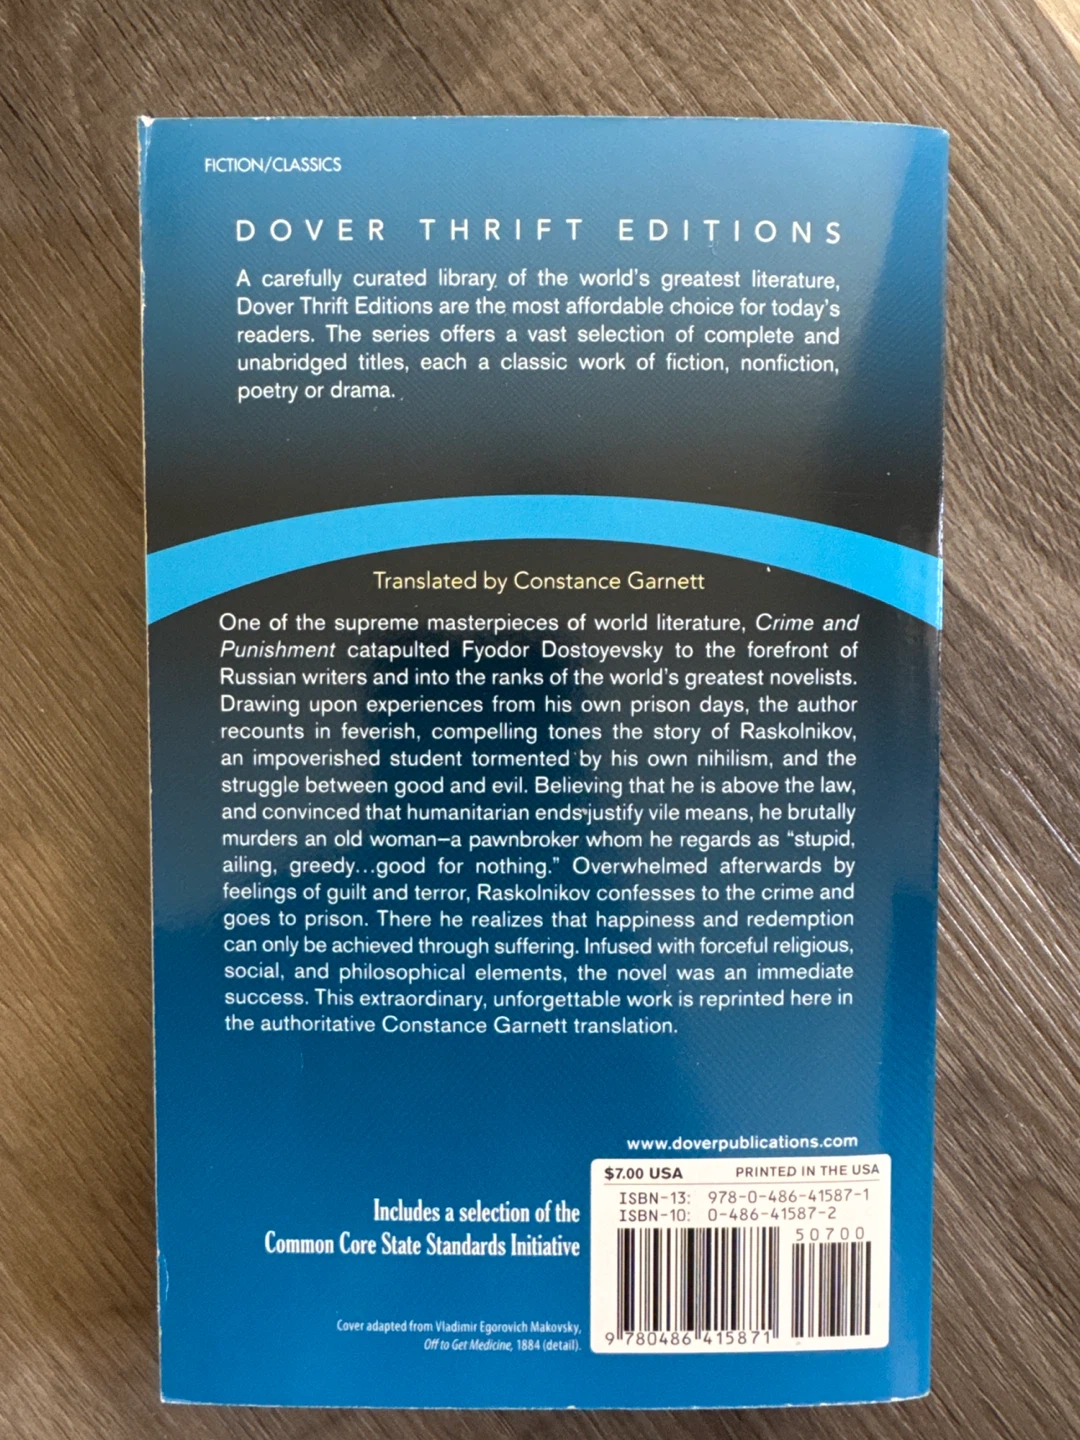 FICTION/CLASSICS
DOVER THRIFT EDITIONS
A carefully curated library of the world's greatest literature,
Dover Thrift Editions are the most affordable choice for today's
readers. The series offers a vast selection of complete and
unabridged titles, each a classic work of fiction, nonfiction,
poetry or drama.
Translated by Constance Garnett
One of the supreme masterpieces of world literature, Crime and
Punishment catapulted Fyodor Dostoyevsky to the forefront of
Russian writers and into the ranks of the world's greatest novelists.
Drawing upon experiences from his own prison days, the author
recounts in feverish, compelling tones the story of Raskolnikov,
an impoverished student tormented by his own nihilism, and the
struggle between good and evil. Believing that he is above the law,
and convinced that humanitarian ends justify vile means, he brutally
murders an old woman—a pawnbroker whom he regards as “stupid,
ailing, greedy…good for nothing.” Overwhelmed afterwards by
feelings of guilt and terror, Raskolnikov confesses to the crime and
goes to prison. There he realizes that happiness and redemption
can only be achieved through suffering. Infused with forceful religious,
social, and philosophical elements, the novel was an immediate
success. This extraordinary, unforgettable work is reprinted here in
the authoritative Constance Garnett translation.
www.doverpublications.com
$7.00 USA PRINTED IN THE USA
ISBN-13: 978-0-486-41587-1
ISBN-10: 0-486-41587-2
50700
9 780486 415871
Includes a selection of the
Common Core State Standards Initiative
Cover adapted from Vladimir Egorovich Makovsky,
Off to Get Medicine, 1884 (detail).